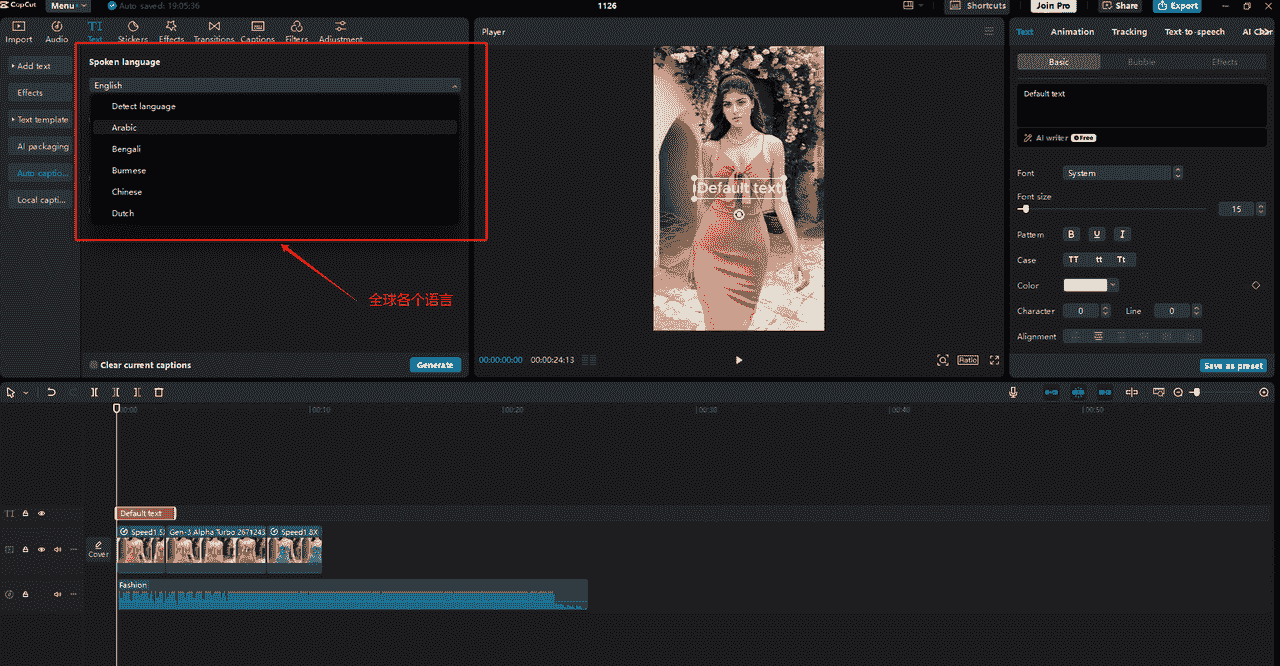 CapCut
Menu
Auto saved: 19:05:36
1126
Shortcuts
Join Pro
Share
Export
Import
Audio
Text
Stickers
Effects
Transitions
Captions
Filters
Adjustment
Add text
Effects
Text template
AI packaging
Auto captio...
Local capti...
Spoken language
English
Detect language
Arabic
Bengali
Burmese
Chinese
Dutch
全球各个语言
Clear current captions
Generate
Player
Default text
00:00:00:00
00:00:24:13
Ratio
Text
Animation
Tracking
Text-to-speech
AI Char
Basic
Bubble
Effects
Default text
AI writer
Free
Font
System
Font size
15
Pattern
B
U
I
Case
TT
tt
Tt
Color
Character
0
Line
0
Alignment
Save as preset
00:00
00:10
00:20
00:30
00:40
00:50
TI
Default text
Cover
Speed1.5X
Gen-3 Alpha Turbo 2671243
Speed1.8X
Fashion